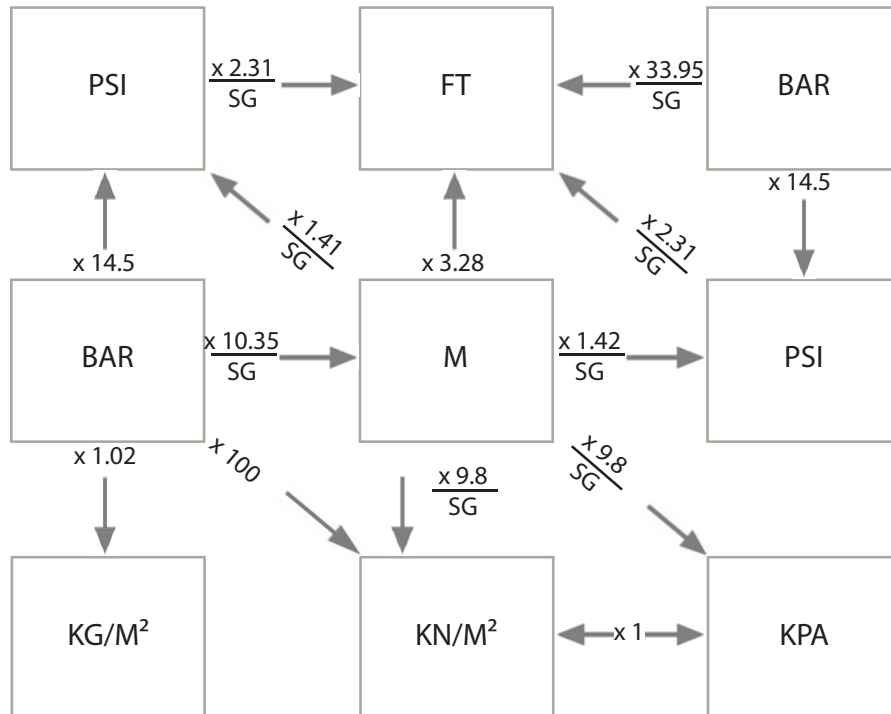 PSI
x 2.31
SG
FT
x 33.95
SG
BAR
x 14.5
x 1.41
SG
x 3.28
x 2.31
SG
x 14.5
BAR
x 10.35
SG
M
x 1.42
SG
PSI
x 1.02
x 100
x 9.8
SG
x 9.8
SG
KG/M²
KN/M²
x 1
KPA